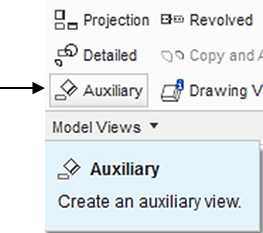 Projection Revolved
Detailed Copy and A
Auxiliary Drawing V
Model Views
Auxiliary
Create an auxiliary view.